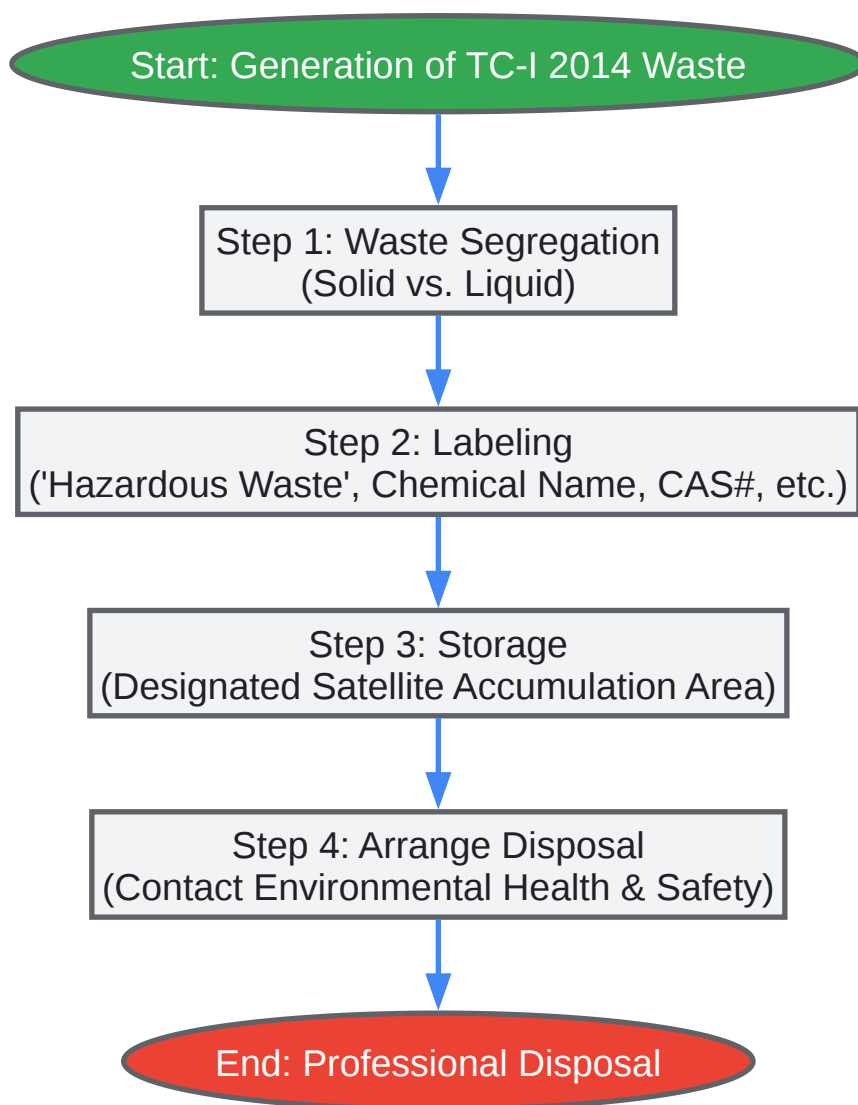 Start: Generation of TC-I 2014 Waste
Step 1: Waste Segregation
(Solid vs. Liquid)
Step 2: Labeling
('Hazardous Waste', Chemical Name, CAS#, etc.)
Step 3: Storage
(Designated Satellite Accumulation Area)
Step 4: Arrange Disposal
(Contact Environmental Health & Safety)
End: Professional Disposal